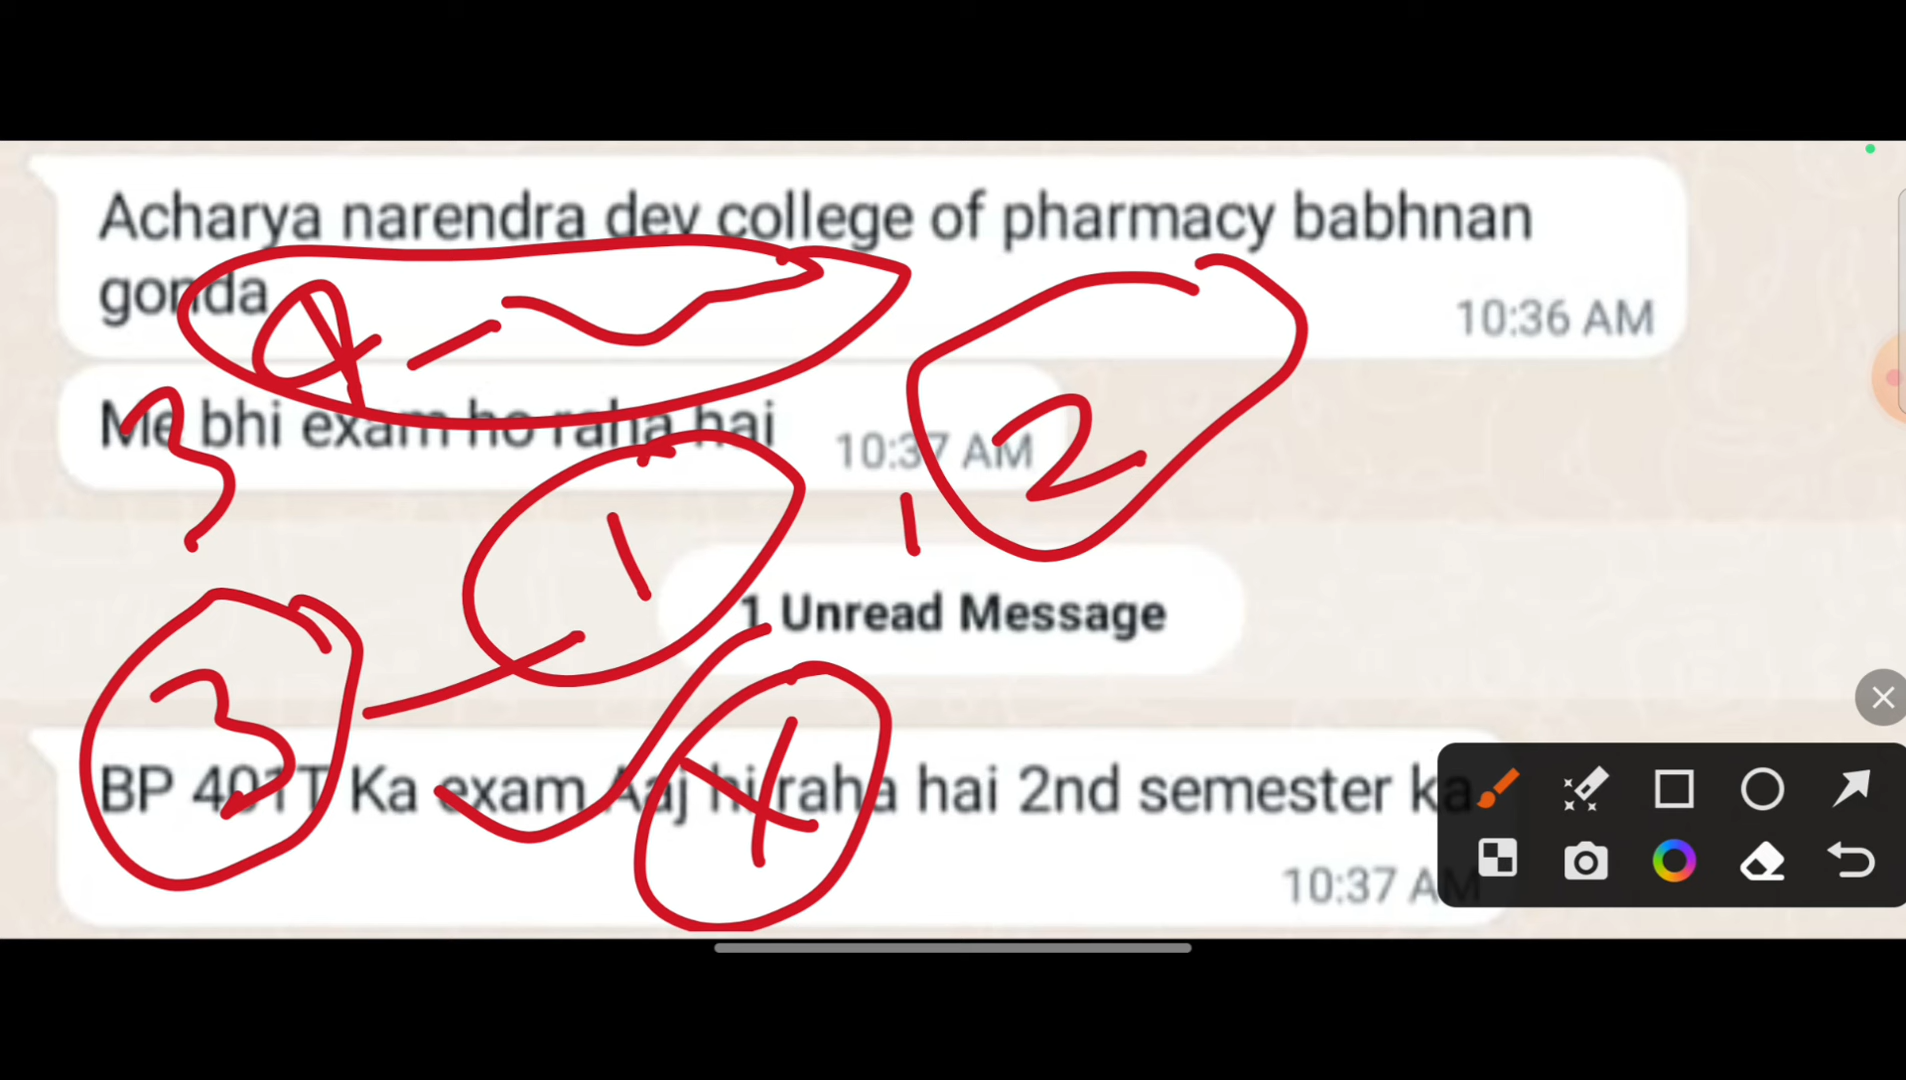 Acharya narendra dev college of pharmacy babhnan
gonda
10:36 AM
Me bhi exam ho raha hai
10:37 AM
1 Unread Message
BP 401T Ka exam Aaj hi raha hai 2nd semester ka
10:37 AM
3
1
2
1
3
4